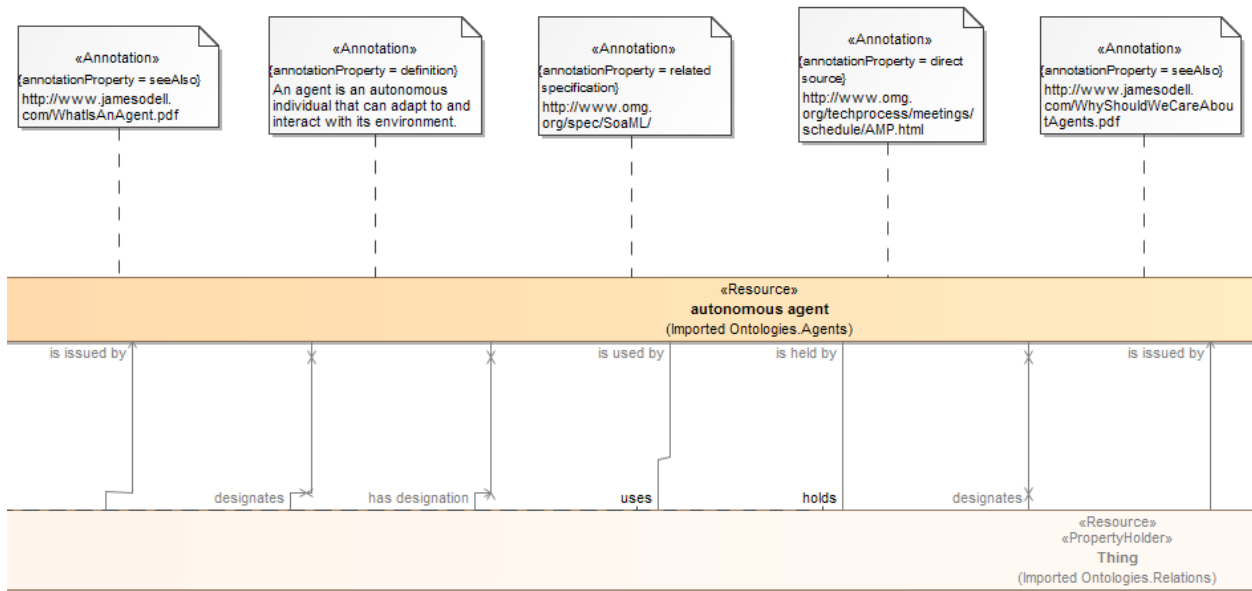 «Annotation»
{annotationProperty = seeAlso}
http://www.jamesodell.
com/WhatIsAnAgent.pdf
«Annotation»
{annotationProperty = definition}
An agent is an autonomous
individual that can adapt to and
interact with its environment.
«Annotation»
{annotationProperty = related
specification}
http://www.omg.
org/spec/SoaML/
«Annotation»
{annotationProperty = direct
source}
http://www.omg.
org/techprocess/meetings/
schedule/AMP.html
«Annotation»
{annotationProperty = seeAlso}
http://www.jamesodell.
com/WhyShouldWeCareAbou
tAgents.pdf
«Resource»
autonomous agent
(Imported Ontologies.Agents)
is issued by
is used by
is held by
is issued by
designates
has designation
uses
holds
designates
«Resource»
«PropertyHolder»
Thing
(Imported Ontologies.Relations)